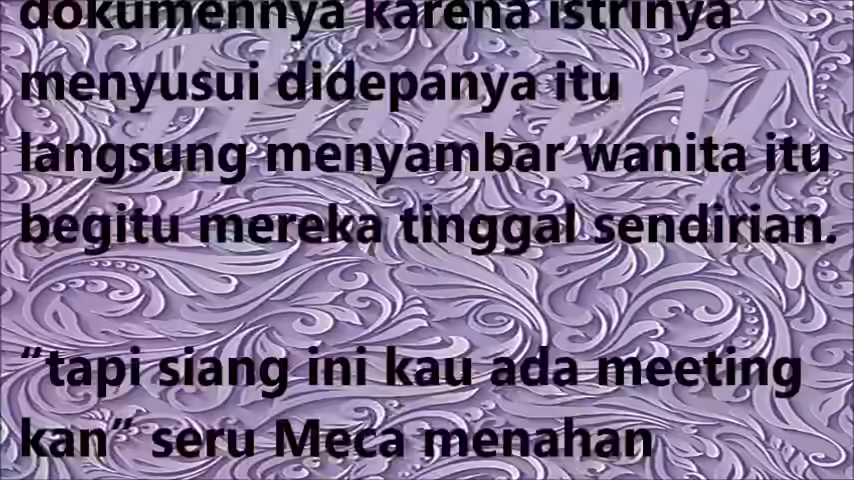 dokumennya karena istrinya
menyusui didepanya itu
langsung menyambar wanita itu
begitu mereka tinggal sendirian.
“tapi siang ini kau ada meeting
kan” seru Meca menahan